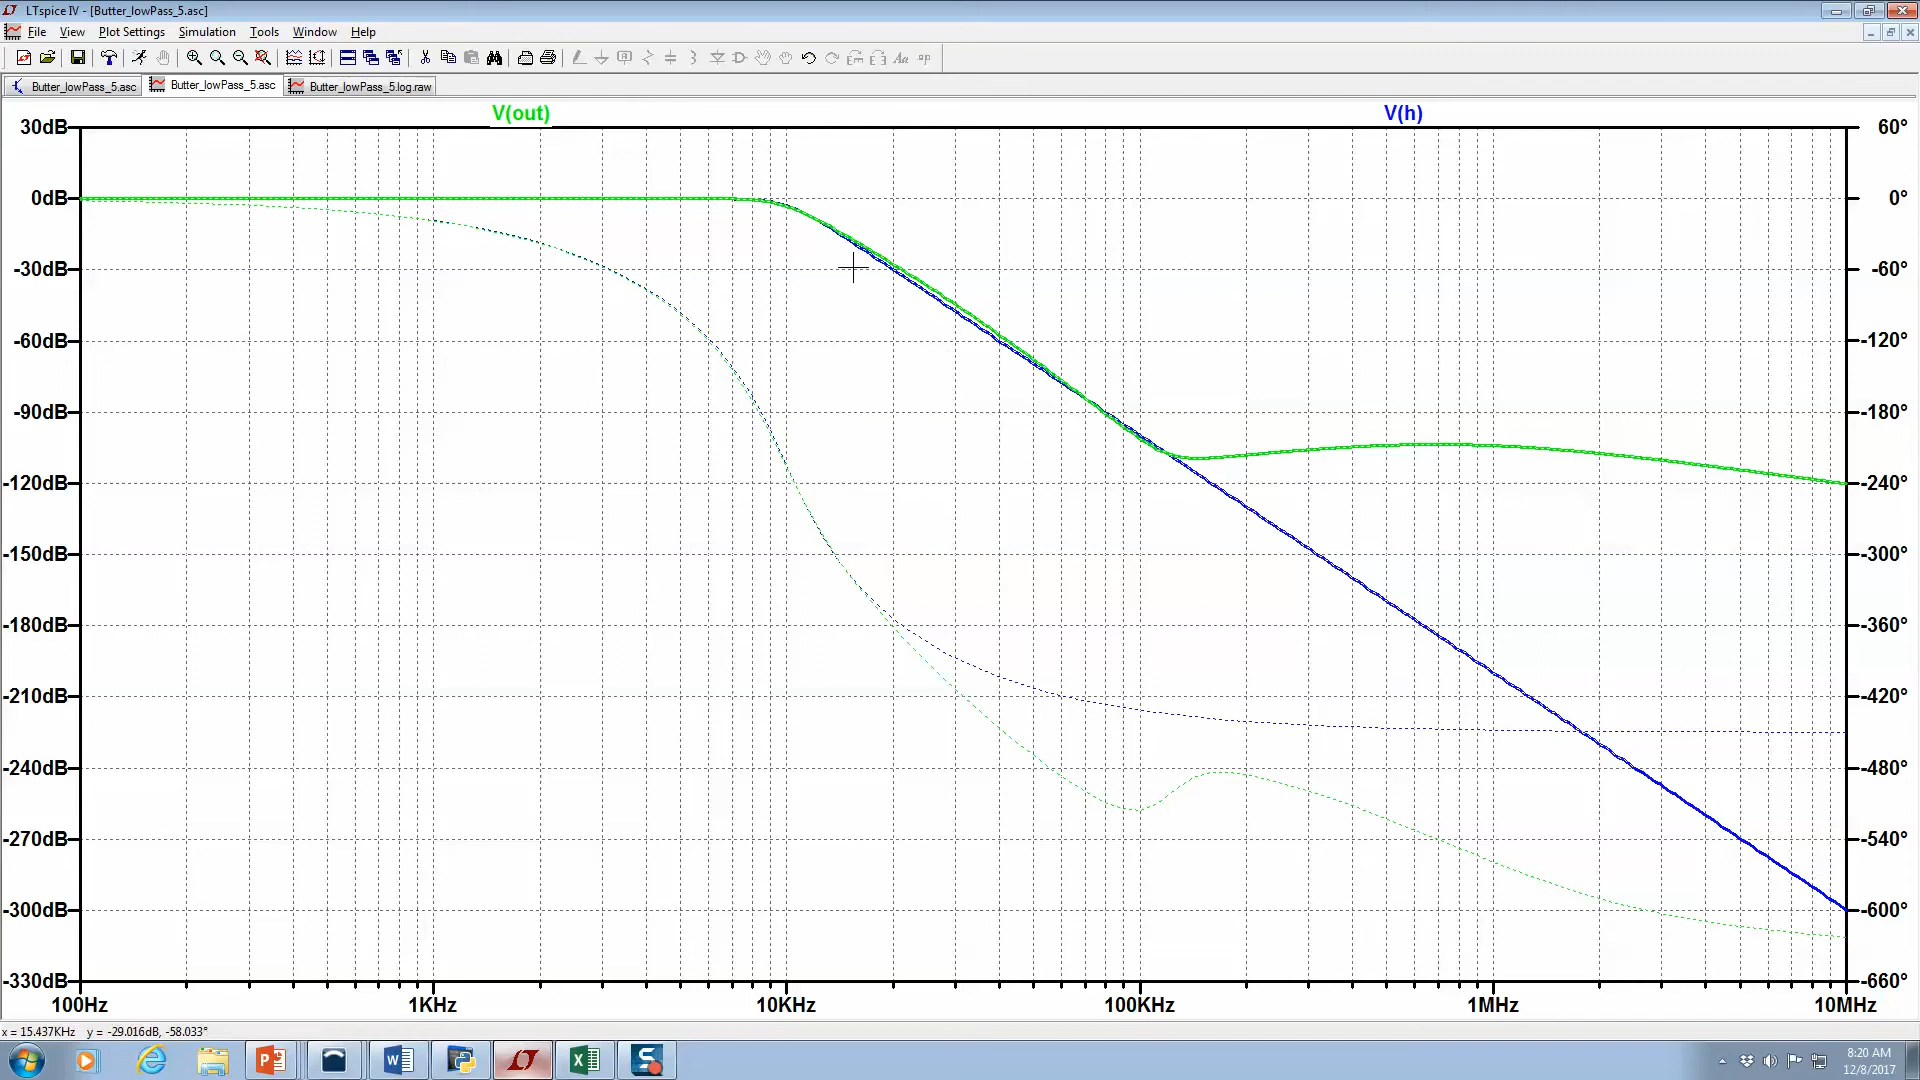 LTspice IV - [Butter_lowPass_5.asc]
File View Plot Settings Simulation Tools Window Help
Butter_lowPass_5.asc Butter_lowPass_5.asc Butter_lowPass_5.log.raw
V(out) V(h)
30dB 60°
0dB 0°
-30dB -60°
-60dB -120°
-90dB -180°
-120dB -240°
-150dB -300°
-180dB -360°
-210dB -420°
-240dB -480°
-270dB -540°
-300dB -600°
-330dB -660°
100Hz 1KHz 10KHz 100KHz 1MHz 10MHz
x = 15.437KHz y = -29.016dB, -58.033°
8:20 AM
12/8/2017